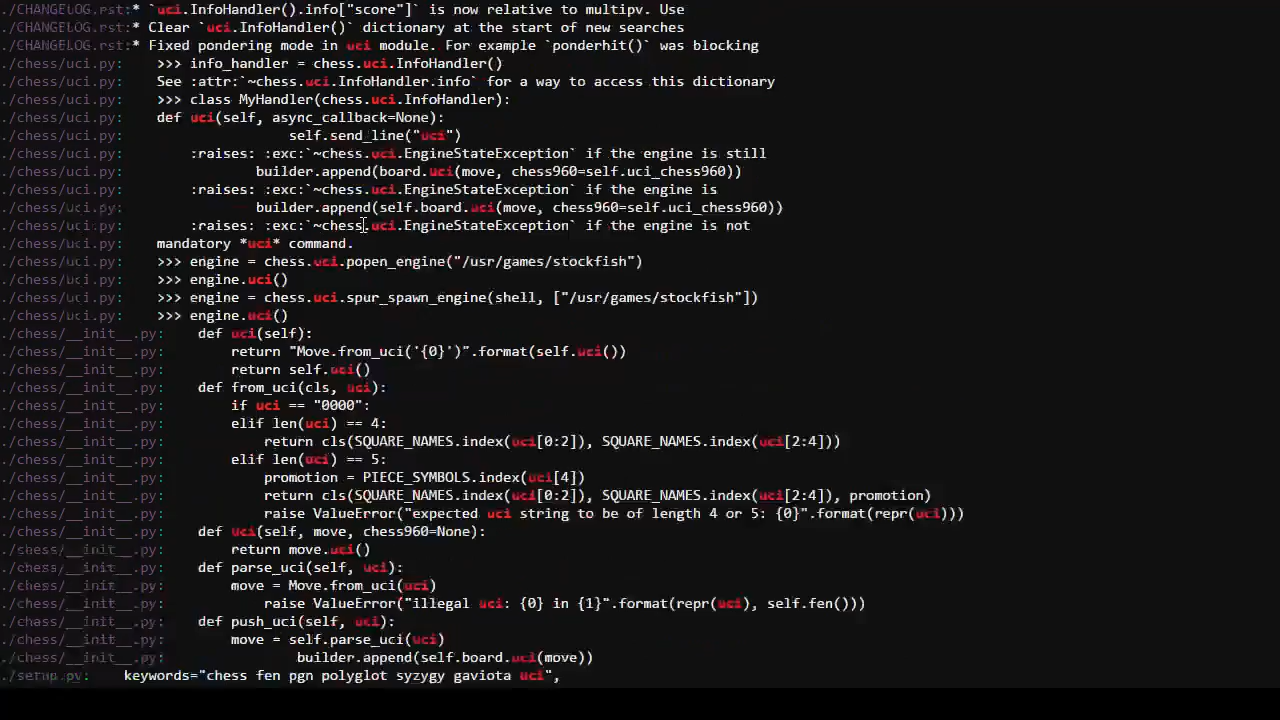 ./CHANGELOG.rst:* `uci.InfoHandler().info["score"]` is now relative to multipv. Use
./CHANGELOG.rst:* Clear `uci.InfoHandler()` dictionary at the start of new searches
./CHANGELOG.rst:* Fixed pondering mode in uci module. For example `ponderhit()` was blocking
./chess/uci.py:    >>> info_handler = chess.uci.InfoHandler()
./chess/uci.py:    See :attr:`~chess.uci.InfoHandler.info` for a way to access this dictionary
./chess/uci.py:    >>> class MyHandler(chess.uci.InfoHandler):
./chess/uci.py:    def uci(self, async_callback=None):
./chess/uci.py:                    self.send_line("uci")
./chess/uci.py:        :raises: :exc:`~chess.uci.EngineStateException` if the engine is still
./chess/uci.py:                builder.append(board.uci(move, chess960=self.uci_chess960))
./chess/uci.py:        :raises: :exc:`~chess.uci.EngineStateException` if the engine is
./chess/uci.py:                builder.append(self.board.uci(move, chess960=self.uci_chess960))
./chess/uci.py:        :raises: :exc:`~chess.uci.EngineStateException` if the engine is not
./chess/uci.py:    mandatory *uci* command.
./chess/uci.py:    >>> engine = chess.uci.popen_engine("/usr/games/stockfish")
./chess/uci.py:    >>> engine.uci()
./chess/uci.py:    >>> engine = chess.uci.spur_spawn_engine(shell, ["/usr/games/stockfish"])
./chess/uci.py:    >>> engine.uci()
./chess/__init__.py:    def uci(self):
./chess/__init__.py:        return "Move.from_uci('{0}')".format(self.uci())
./chess/__init__.py:        return self.uci()
./chess/__init__.py:    def from_uci(cls, uci):
./chess/__init__.py:        if uci == "0000":
./chess/__init__.py:        elif len(uci) == 4:
./chess/__init__.py:            return cls(SQUARE_NAMES.index(uci[0:2]), SQUARE_NAMES.index(uci[2:4]))
./chess/__init__.py:        elif len(uci) == 5:
./chess/__init__.py:            promotion = PIECE_SYMBOLS.index(uci[4])
./chess/__init__.py:            return cls(SQUARE_NAMES.index(uci[0:2]), SQUARE_NAMES.index(uci[2:4]), promotion)
./chess/__init__.py:            raise ValueError("expected uci string to be of length 4 or 5: {0}".format(repr(uci)))
./chess/__init__.py:    def uci(self, move, chess960=None):
./chess/__init__.py:        return move.uci()
./chess/__init__.py:    def parse_uci(self, uci):
./chess/__init__.py:        move = Move.from_uci(uci)
./chess/__init__.py:            raise ValueError("illegal uci: {0} in {1}".format(repr(uci), self.fen()))
./chess/__init__.py:    def push_uci(self, uci):
./chess/__init__.py:        move = self.parse_uci(uci)
./chess/__init__.py:                builder.append(self.board.uci(move))
./setup.py:    keywords="chess fen pgn polyglot syzygy gaviota uci",